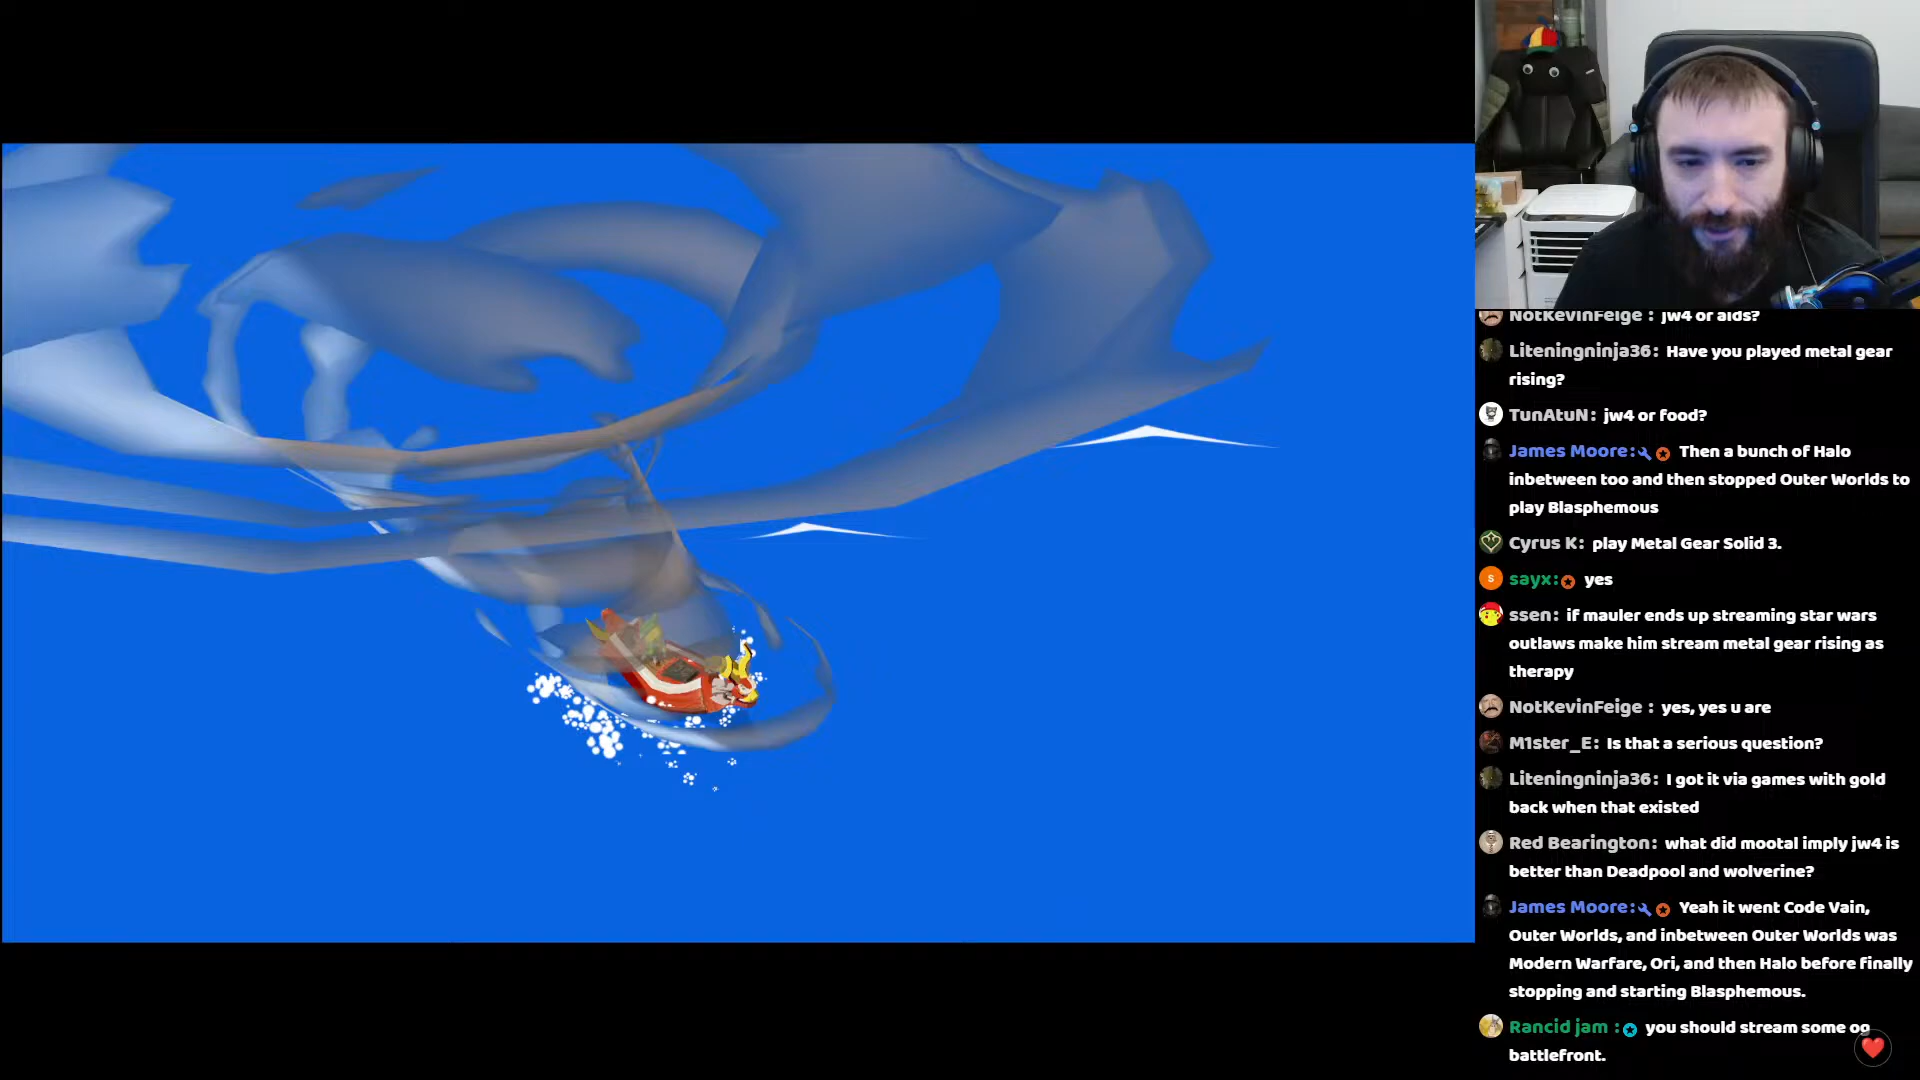 NotKevinFeige : jw4 or aids?
Liteningninja36: Have you played metal gear
rising?
TunAtuN: jw4 or food?
James Moore: Then a bunch of Halo
inbetween too and then stopped Outer Worlds to
play Blasphemous
Cyrus K: play Metal Gear Solid 3.
S sayx: yes
ssen: if mauler ends up streaming star wars
outlaws make him stream metal gear rising as
therapy
NotKevinFeige : yes, yes u are
M1ster_E: Is that a serious question?
Liteningninja36: I got it via games with gold
back when that existed
Red Bearington: what did mootal imply jw4 is
better than Deadpool and wolverine?
James Moore: Yeah it went Code Vain,
Outer Worlds, and inbetween Outer Worlds was
Modern Warfare, Ori, and then Halo before finally
stopping and starting Blasphemous.
Rancid jam : you should stream some og
battlefront.